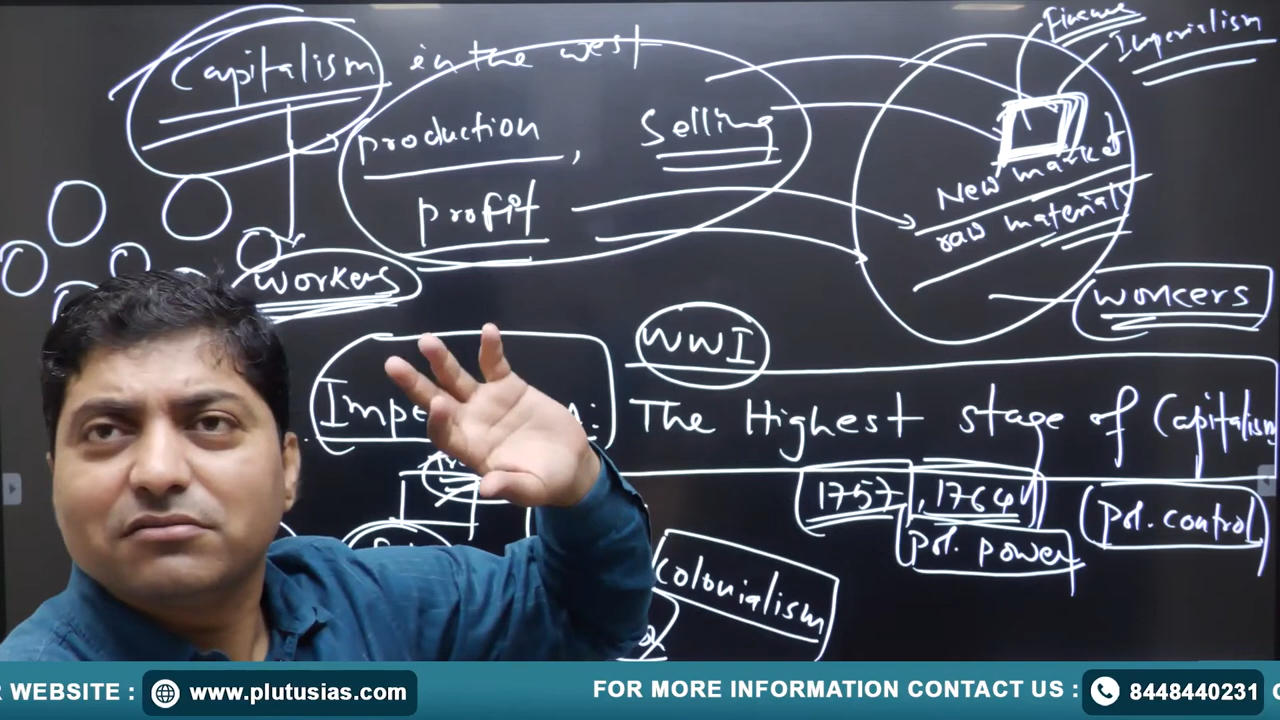 Capitalism in the west
production, Selling
profit
workers
Finance
Imperialism
New market
raw materials
workers
WWI
The Highest stage of Capitalism
1757, 1764
pol. power
pol. control
colonialism
WEBSITE : www.plutusias.com
FOR MORE INFORMATION CONTACT US : 8448440231